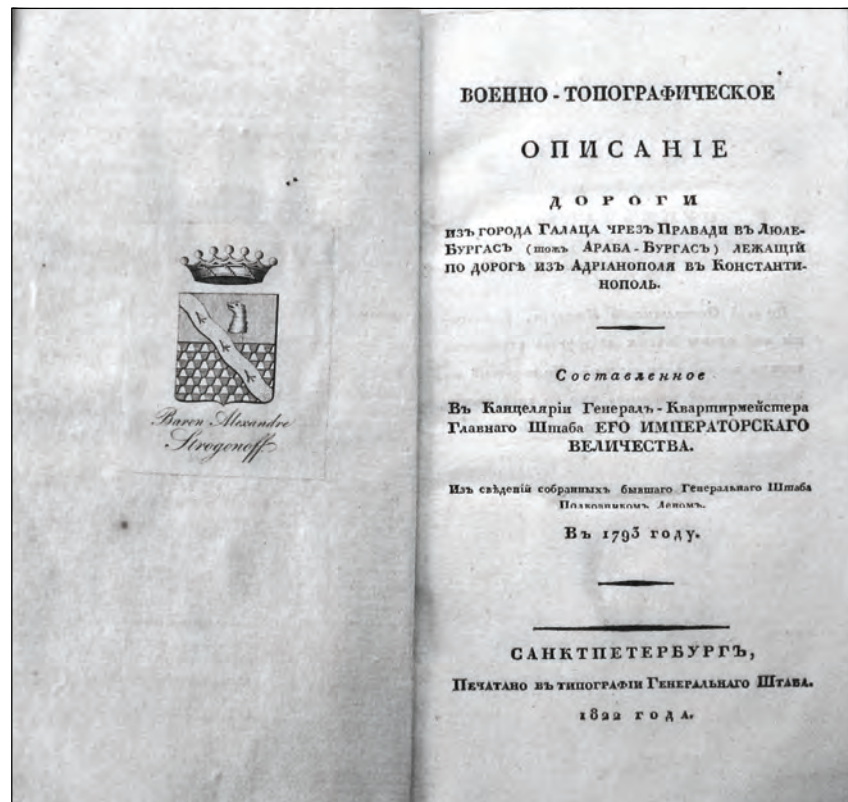 Baron Alexandre
Strogonoff
ВОЕННО - ТОПОГРАФИЧЕСКОЕ
ОПИСАНІЕ
ДОРОГИ
ИЗЪ ГОРОДА ГАЛАЦА ЧРЕЗЪ ПРАВАДИ ВЪ ЛЮЛЕ-
БУРГАСЪ (тожъ АРАБА - БУРГАСЪ) ЛЕЖАЩІЙ
ПО ДОРОГѢ ИЗЪ АДРІАНОПОЛЯ ВЪ КОНСТАНТИ-
НОПОЛЬ.
Составленное
Въ Канцеляріи Генералъ - Квартирмейстера
Главнаго Штаба ЕГО ИМПЕРАТОРСКАГО
ВЕЛИЧЕСТВА.
Изъ свѣденій собранныхъ бывшаго Генеральнаго Штаба
Полковникомъ Леномъ.
Въ 1793 году.
САНКТПЕТЕРБУРГЪ,
ПЕЧАТАНО ВЪ ТИПОГРАФІИ ГЕНЕРАЛЬНАГО ШТАБА.
1822 ГОДА.